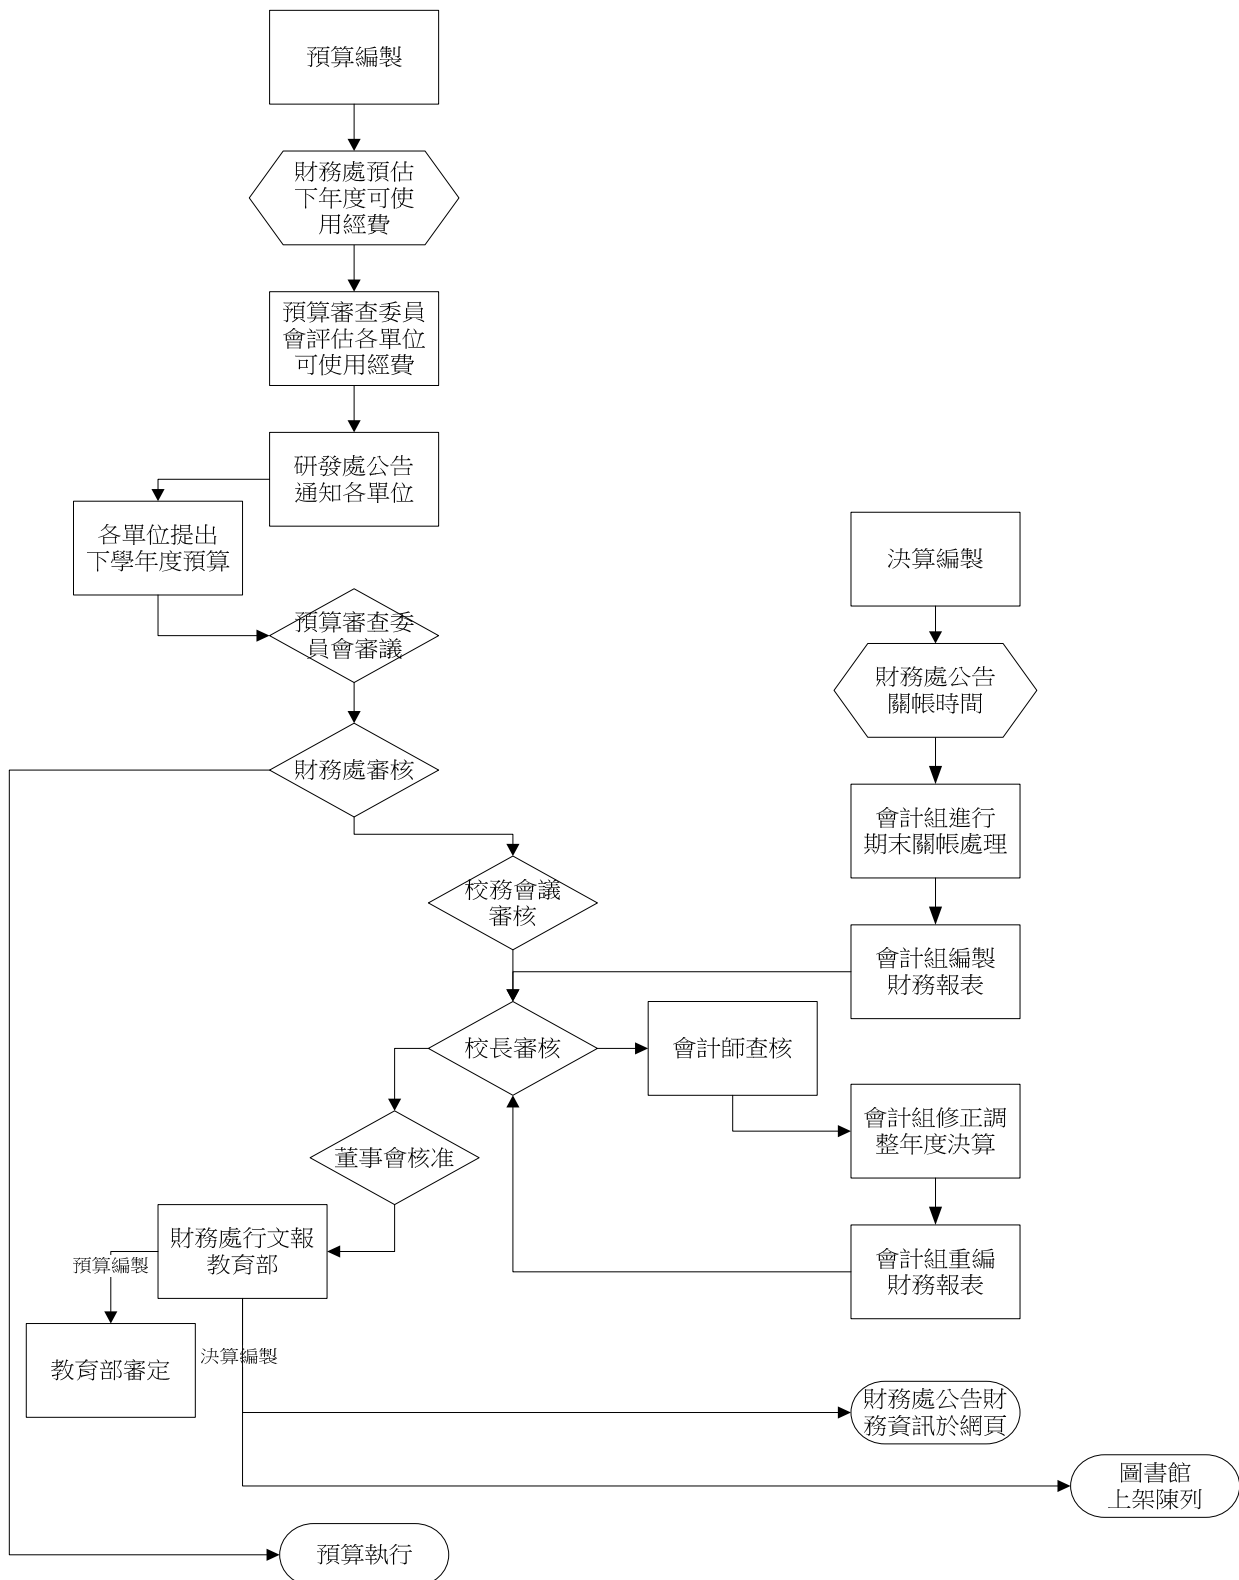 預算編製
財務處預估
下年度可使
用經費
預算審查委員
會評估各單位
可使用經費
研發處公告
通知各單位
各單位提出
下學年度預算
預算審查委
員會審議
財務處審核
校務會議
審核
決算編製
財務處公告
關帳時間
會計組進行
期末關帳處理
會計組編製
財務報表
校長審核
會計師查核
會計組修正調
整年度決算
會計組重編
財務報表
董事會核准
財務處行文報
教育部
預算編製
教育部審定
決算編製
財務處公告財
務資訊於網頁
圖書館
上架陳列
預算執行